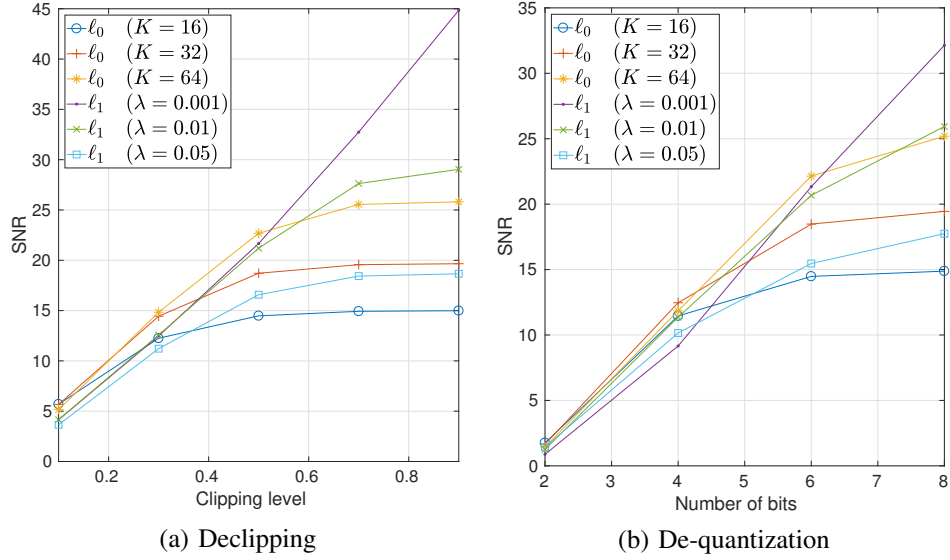 45
40
35
30
25
20
15
10
5
0
SNR
ℓ0 (K = 16)
ℓ0 (K = 32)
ℓ0 (K = 64)
ℓ1 (λ = 0.001)
ℓ1 (λ = 0.01)
ℓ1 (λ = 0.05)
0.2 0.4 0.6 0.8
Clipping level
(a) Declipping
35
30
25
20
15
10
5
0
SNR
ℓ0 (K = 16)
ℓ0 (K = 32)
ℓ0 (K = 64)
ℓ1 (λ = 0.001)
ℓ1 (λ = 0.01)
ℓ1 (λ = 0.05)
2 3 4 5 6 7 8
Number of bits
(b) De-quantization